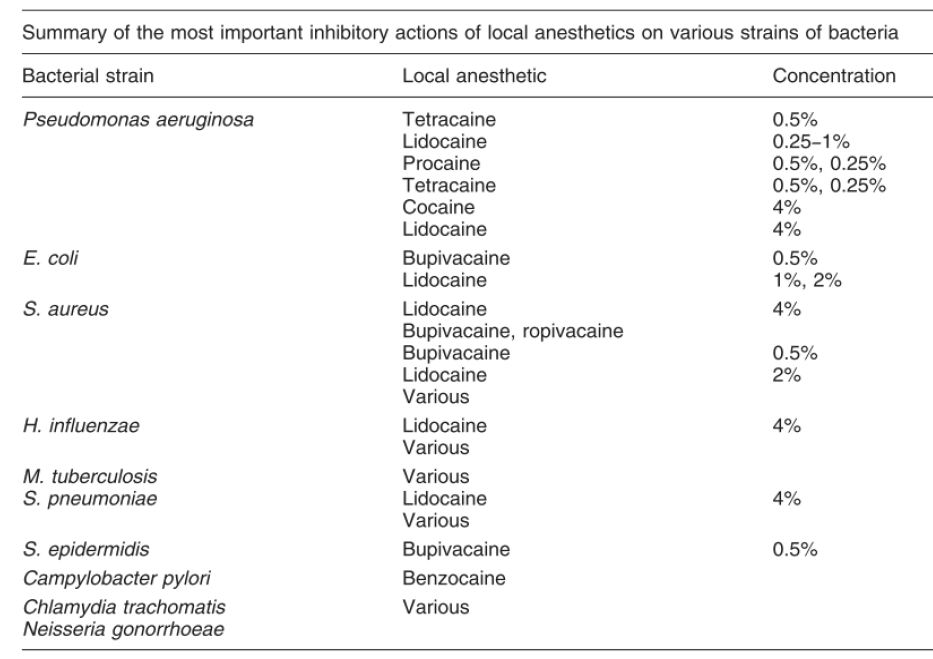 Summary of the most important inhibitory actions of local anesthetics on various strains of bacteria
Bacterial strain Local anesthetic Concentration
Pseudomonas aeruginosa Tetracaine 0.5%
Lidocaine 0.25–1%
Procaine 0.5%, 0.25%
Tetracaine 0.5%, 0.25%
Cocaine 4%
Lidocaine 4%
E. coli Bupivacaine 0.5%
Lidocaine 1%, 2%
S. aureus Lidocaine 4%
Bupivacaine, ropivacaine
Bupivacaine 0.5%
Lidocaine 2%
Various
H. influenzae Lidocaine 4%
Various
M. tuberculosis Various
S. pneumoniae Lidocaine 4%
Various
S. epidermidis Bupivacaine 0.5%
Campylobacter pylori Benzocaine
Chlamydia trachomatis Various
Neisseria gonorrhoeae